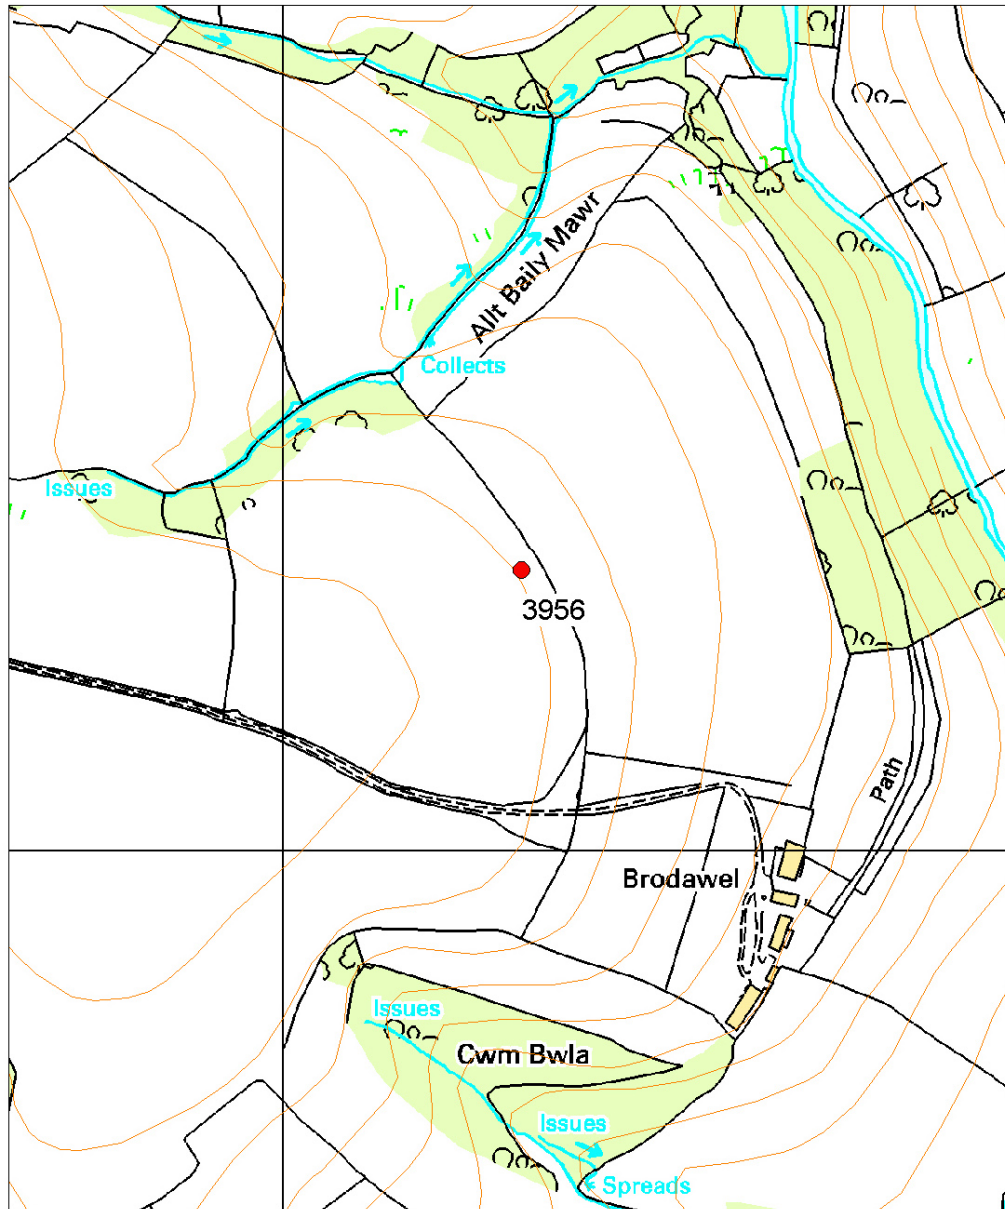 Allt Baily Mawr
Collects
Issues
3956
Path
Brodawel
Issues
Cwm Bwla
Issues
Spreads